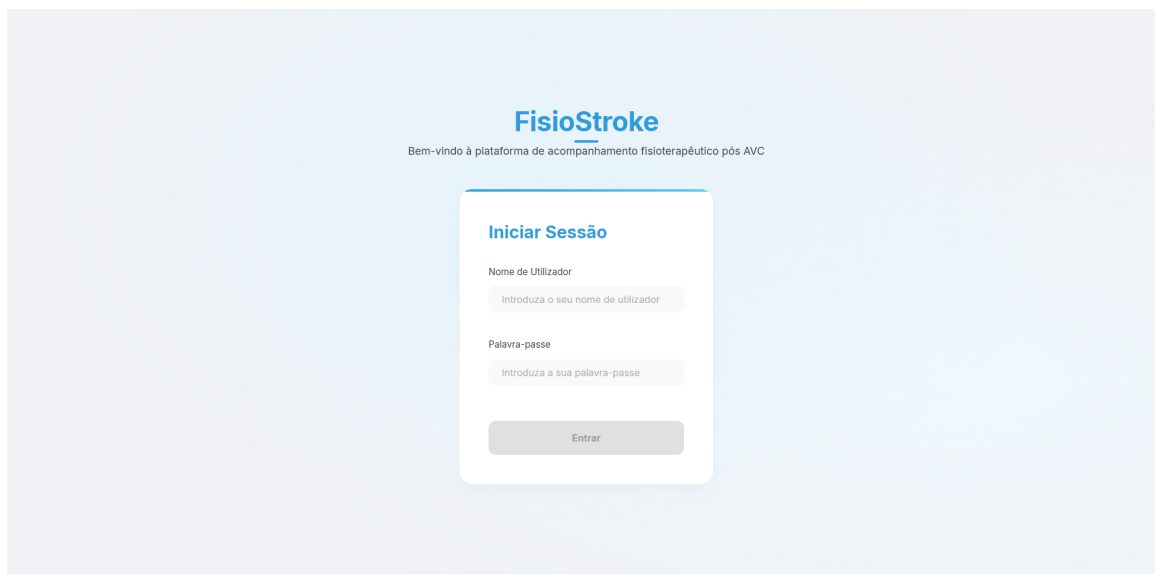 FisioStroke
Bem-vindo à plataforma de acompanhamento fisioterapêutico pós AVC
Iniciar Sessão
Nome de Utilizador
Introduza o seu nome de utilizador
Palavra-passe
Introduza a sua palavra-passe
Entrar